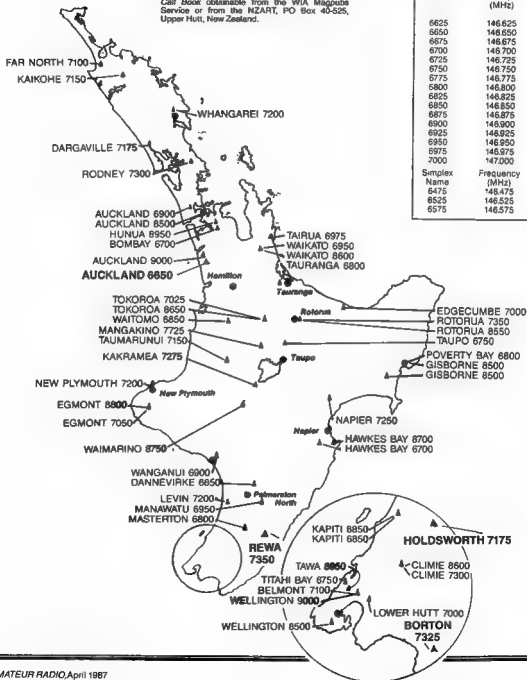 Call Book obtainable from the WIA Magpubs
Service or from the NZART, PO Box 40-525,
Upper Hutt, New Zealand.
(MHz)
6625 146.625
6650 146.650
6675 146.675
6700 146.700
6725 146.725
6750 146.750
6775 146.775
6800 146.800
6825 146.825
6850 146.850
6875 146.875
6900 146.900
6925 146.925
6950 146.950
6975 146.975
7000 147.000
Simplex Frequency
Name (MHz)
6475 146.475
6525 146.525
6575 146.575
FAR NORTH 7100
KAIKOHE 7150
WHANGAREI 7200
DARGAVILLE 7175
RODNEY 7300
AUCKLAND 6900
AUCKLAND 8500
HUNUA 8950
BOMBAY 6700
AUCKLAND 9000
AUCKLAND 6650
TAIRUA 6975
WAIKATO 6950
WAIKATO 8600
TAURANGA 6800
Hamilton
Tauranga
TOKOROA 7025
TOKOROA 8650
WAITOMO 6850
MANGAKINO 7725
TAUMARUNUI 7150
KAKRAMEA 7275
Rotorua
Taupo
EDGECUMBE 7000
ROTORUA 7350
ROTORUA 8550
TAUPO 6750
POVERTY BAY 6800
GISBORNE 8500
GISBORNE 8500
NEW PLYMOUTH 7200
New Plymouth
EGMONT 8800
EGMONT 7050
WAIMARINO 8750
NAPIER 7250
Napier
HAWKES BAY 8700
HAWKES BAY 6700
WANGANUI 6900
DANNEVIRKE 6850
LEVIN 7200
MANAWATU 6950
MASTERTON 6800
Palmerston
North
REWA
7350
KAPITI 8850
KAPITI 6850
HOLDSWORTH 7175
TAWA 8950
TITAHI BAY 6750
BELMONT 7100
WELLINGTON 9000
WELLINGTON 8500
CLIMIE 8600
CLIMIE 7300
LOWER HUTT 7000
BORTON
7325
AMATEUR RADIO, April 1987